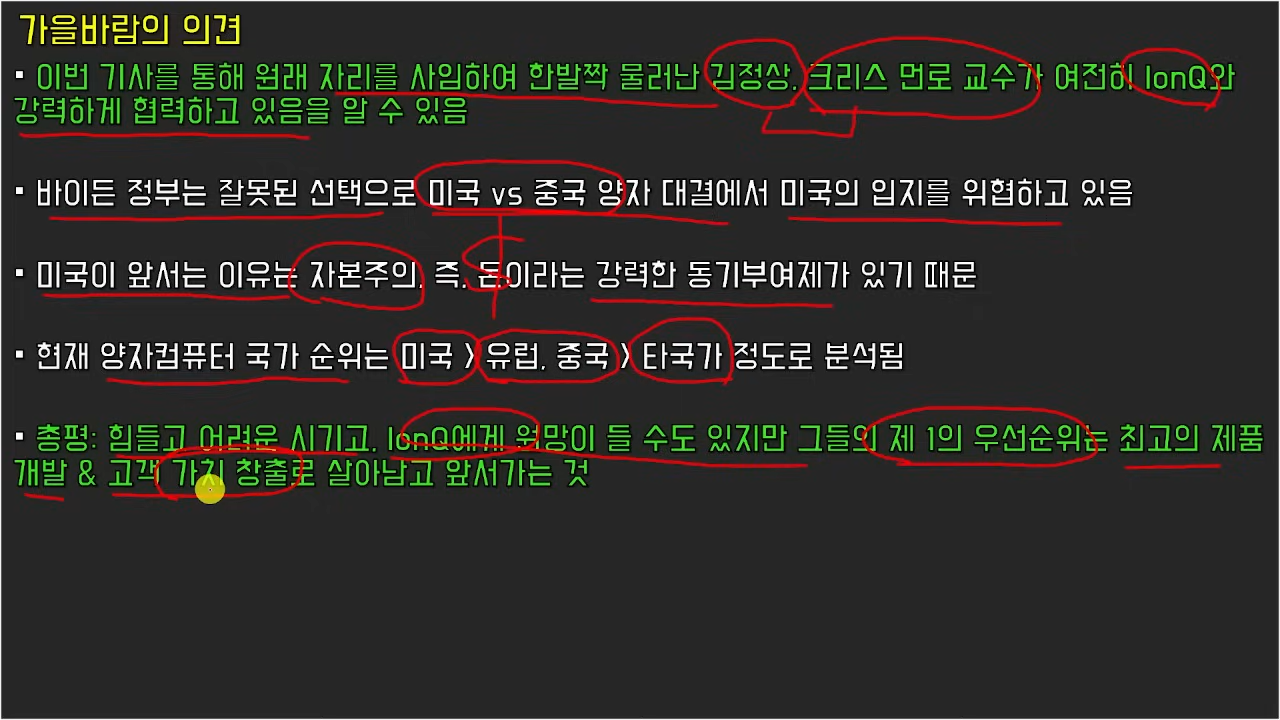 가을바람의 의견
▪ 이번 기사를 통해 원래 자리를 사임하여 한발짝 물러난 김정상, 크리스 먼로 교수가 여전히 IonQ와
강력하게 협력하고 있음을 알 수 있음
▪ 바이든 정부는 잘못된 선택으로 미국 vs 중국 양자 대결에서 미국의 입지를 위협하고 있음
▪ 미국이 앞서는 이유는 자본주의, 즉, 돈이라는 강력한 동기부여제가 있기 때문
▪ 현재 양자컴퓨터 국가 순위는 미국 > 유럽, 중국 > 타국가 정도로 분석됨
▪ 총평: 힘들고 어려운 시기고, IonQ에게 원망이 들 수도 있지만 그들의 제 1의 우선순위는 최고의 제품
개발 & 고객 가치 창출로 살아남고 앞서가는 것